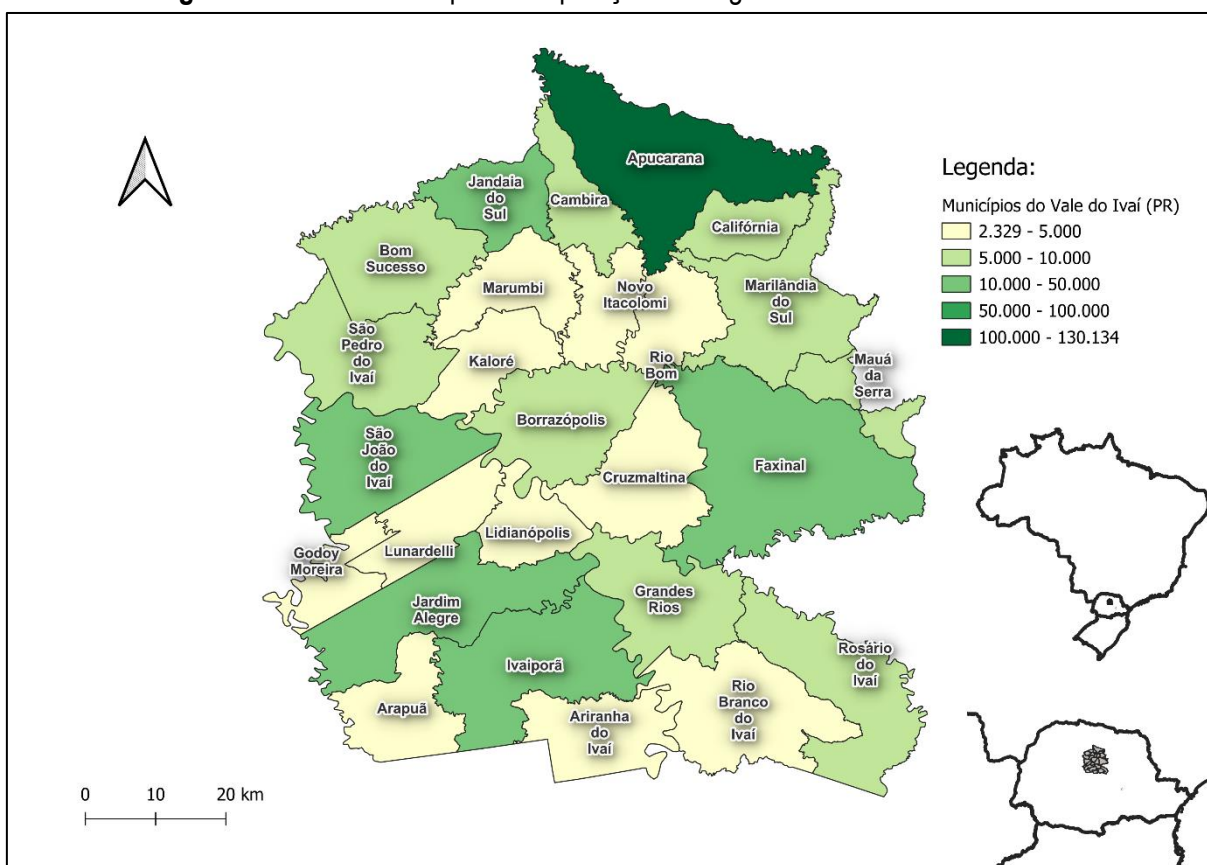 Apucarana
Jandaia
do
Sul
Cambira
Califórnia
Bom
Sucesso
Marumbi
Novo
Itacolomi
Marilândia
do
Sul
São
Pedro
do
Ivaí
Kaloré
Rio
Bom
Mauá
da
Serra
Borrazópolis
São
João
do
Ivaí
Cruzmaltina
Faxinal
Godoy
Moreira
Lunardelli
Lidianópolis
Jardim
Alegre
Grandes
Rios
Rosário
do
Ivaí
Ivaiporã
Arapuã
Ariranha
do
Ivaí
Rio
Branco
do
Ivaí
Legenda:
Municípios do Vale do Ivaí (PR)
2.329 - 5.000
5.000 - 10.000
10.000 - 50.000
50.000 - 100.000
100.000 - 130.134
0 10 20 km